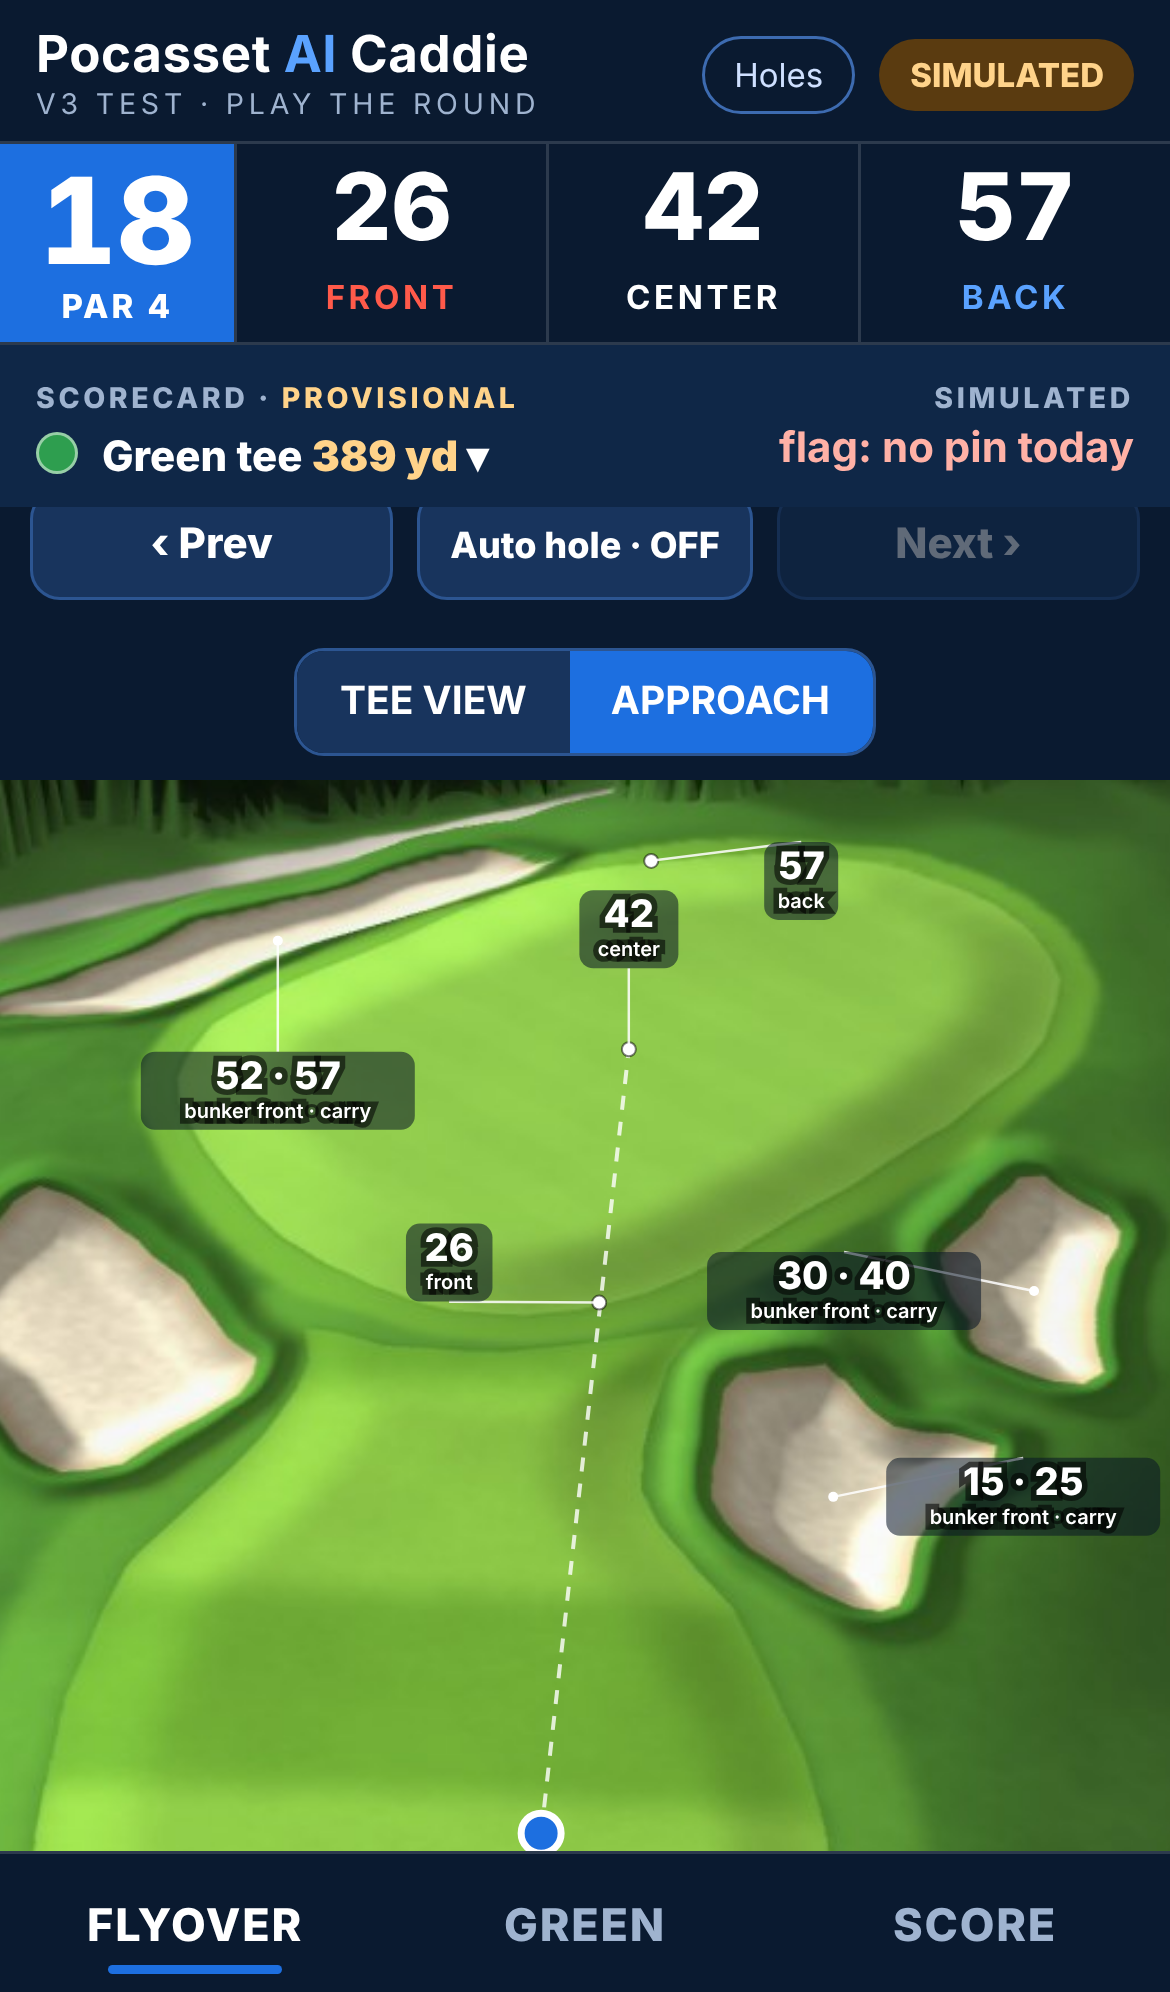 Pocasset AI Caddie
V3 TEST · PLAY THE ROUND
Holes
SIMULATED
18
PAR 4
26
FRONT
42
CENTER
57
BACK
SCORECARD · PROVISIONAL
Green tee 389 yd ▾
SIMULATED
flag: no pin today
‹ Prev
Auto hole · OFF
Next ›
TEE VIEW
APPROACH
57
back
42
center
52 · 57
bunker front · carry
26
front
30 · 40
bunker front · carry
15 · 25
bunker front · carry
FLYOVER
GREEN
SCORE